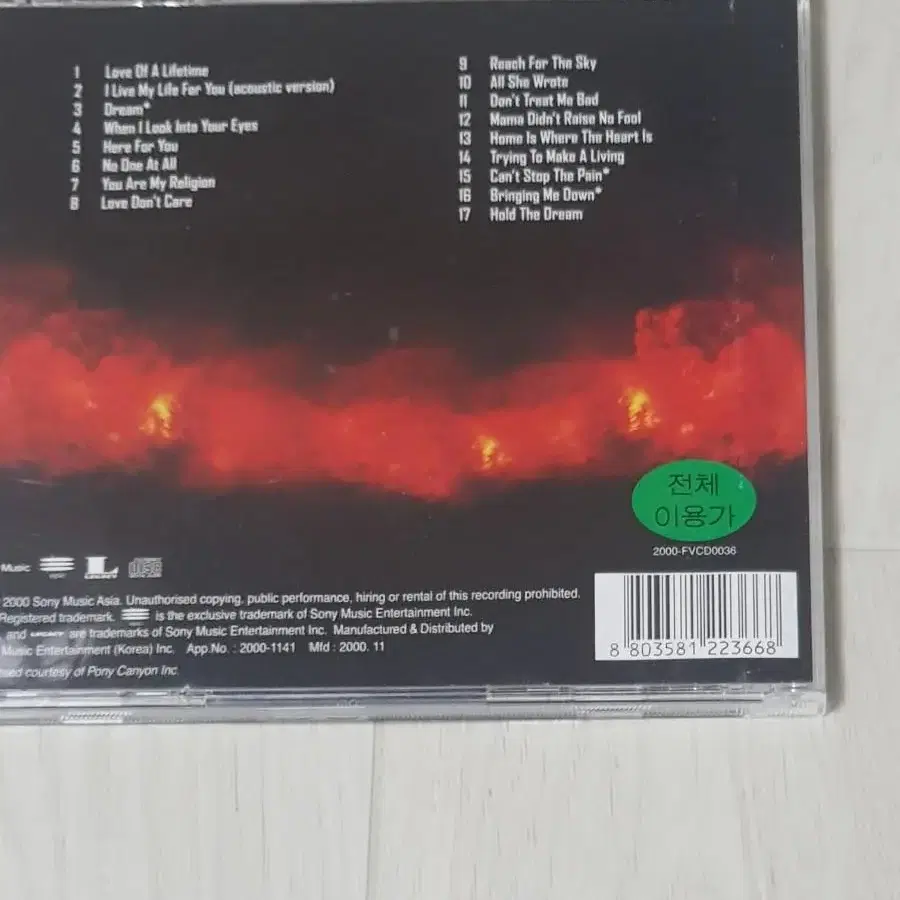 1 Love Of A Lifetime
2 I Live My Life For You (acoustic version)
3 Dream*
4 When I Look Into Your Eyes
5 Here For You
6 No One At All
7 You Are My Religion
8 Love Don't Care
9 Reach For The Sky
10 All She Wrote
11 Don't Treat Me Bad
12 Mama Didn't Raise No Fool
13 Home Is Where The Heart Is
14 Trying To Make A Living
15 Can't Stop The Pain*
16 Bringing Me Down*
17 Hold The Dream
전체
이용가
2000-FVCD0036
Music epic L LEGACY
2000 Sony Music Asia. Unauthorised copying, public performance, hiring or rental of this recording prohibited.
Registered trademark. is the exclusive trademark of Sony Music Entertainment Inc.
and LEGACY are trademarks of Sony Music Entertainment Inc. Manufactured & Distributed by
Music Entertainment (Korea) Inc. App.No. : 2000-1141 Mfd : 2000. 11
courtesy of Pony Canyon Inc.
8 803581 223668